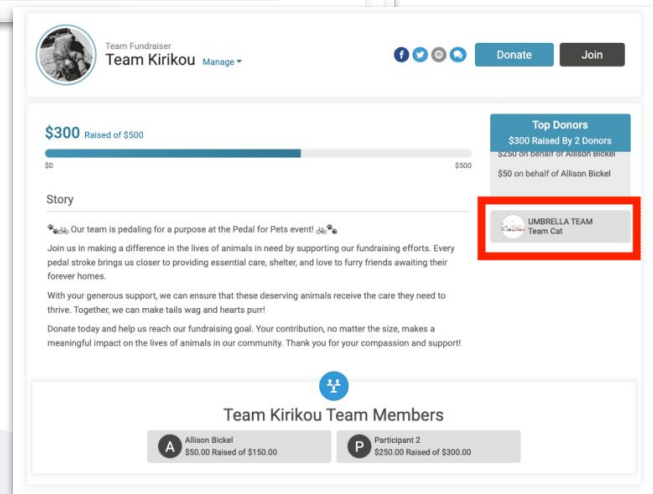 Team Fundraiser
Team Kirikou Manage
Donate
Join
$300 Raised of $500
$0
$500
Top Donors
$300 Raised By 2 Donors
$250 on behalf of Allison Bickel
$50 on behalf of Allison Bickel
UMBRELLA TEAM
Team Cat
Story
🐾🚲 Our team is pedaling for a purpose at the Pedal for Pets event! 🚲🐾
Join us in making a difference in the lives of animals in need by supporting our fundraising efforts. Every
pedal stroke brings us closer to providing essential care, shelter, and love to furry friends awaiting their
forever homes.
With your generous support, we can ensure that these deserving animals receive the care they need to
thrive. Together, we can make tails wag and hearts purr!
Donate today and help us reach our fundraising goal. Your contribution, no matter the size, makes a
meaningful impact on the lives of animals in our community. Thank you for your compassion and support!
Team Kirikou Team Members
A
Allison Bickel
$50.00 Raised of $150.00
P
Participant 2
$250.00 Raised of $300.00